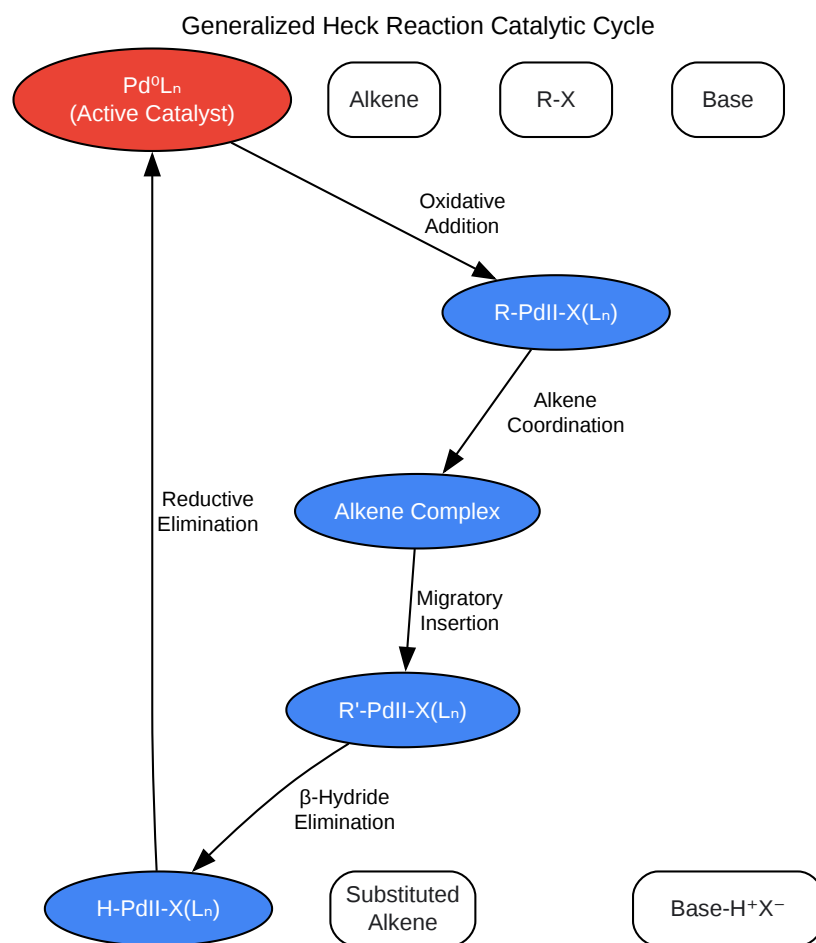 Generalized Heck Reaction Catalytic Cycle
Pd⁰Lₙ
(Active Catalyst)
Alkene
R-X
Base
Oxidative
Addition
R-PdII-X(Lₙ)
Alkene
Coordination
Reductive
Elimination
Alkene Complex
Migratory
Insertion
R'-PdII-X(Lₙ)
β-Hydride
Elimination
H-PdII-X(Lₙ)
Substituted
Alkene
Base-H⁺X⁻